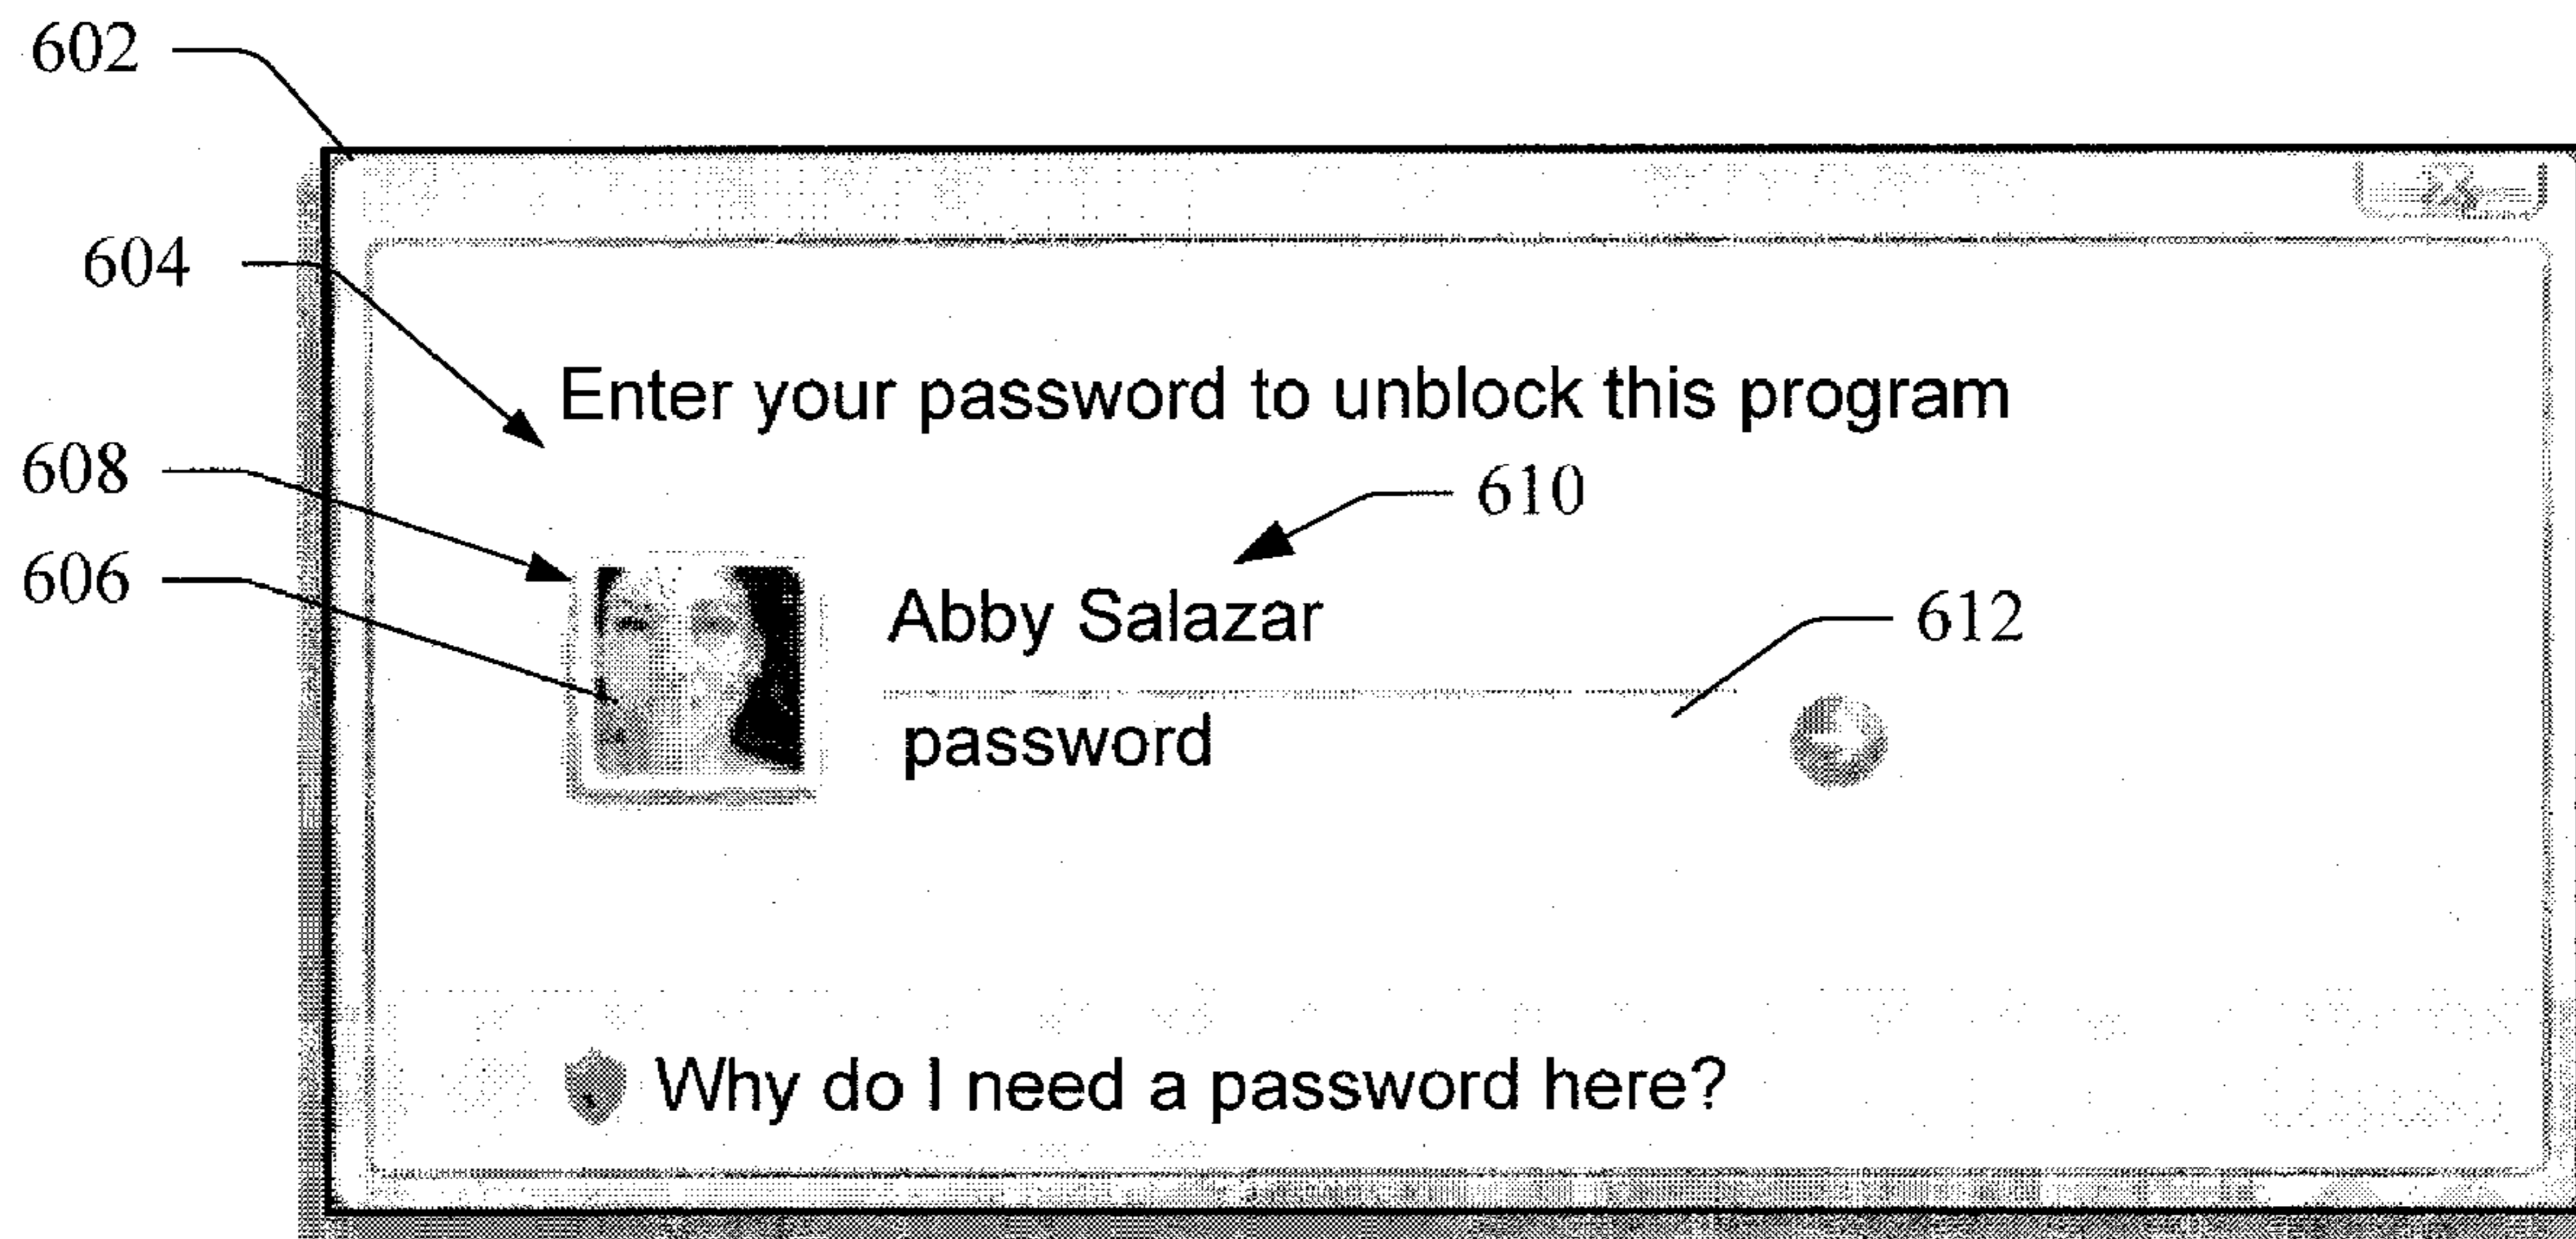 602
604
Enter your password to unblock this program
608
610
606
Abby Salazar
612
password
Why do I need a password here?